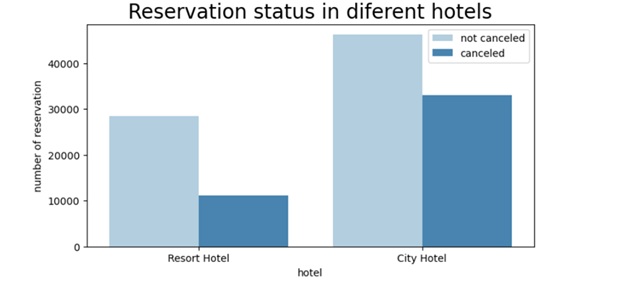 Reservation status in diferent hotels
not canceled
canceled
number of reservation
40000
30000
20000
10000
0
Resort Hotel
City Hotel
hotel